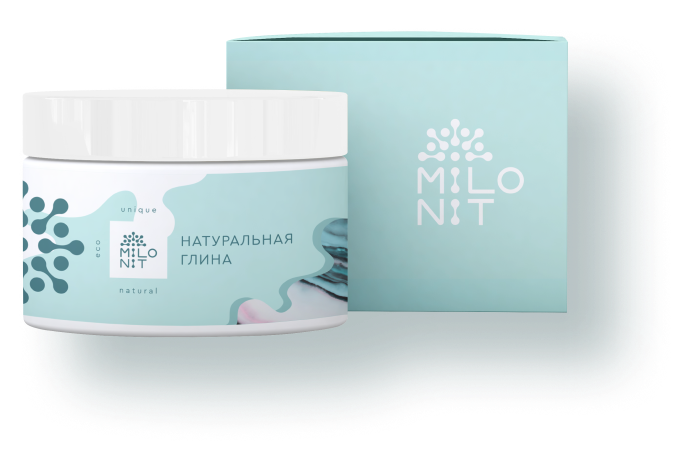 unique
eco
MILO
NIT
НАТУРАЛЬНАЯ
ГЛИНА
natural
MILO
NIT